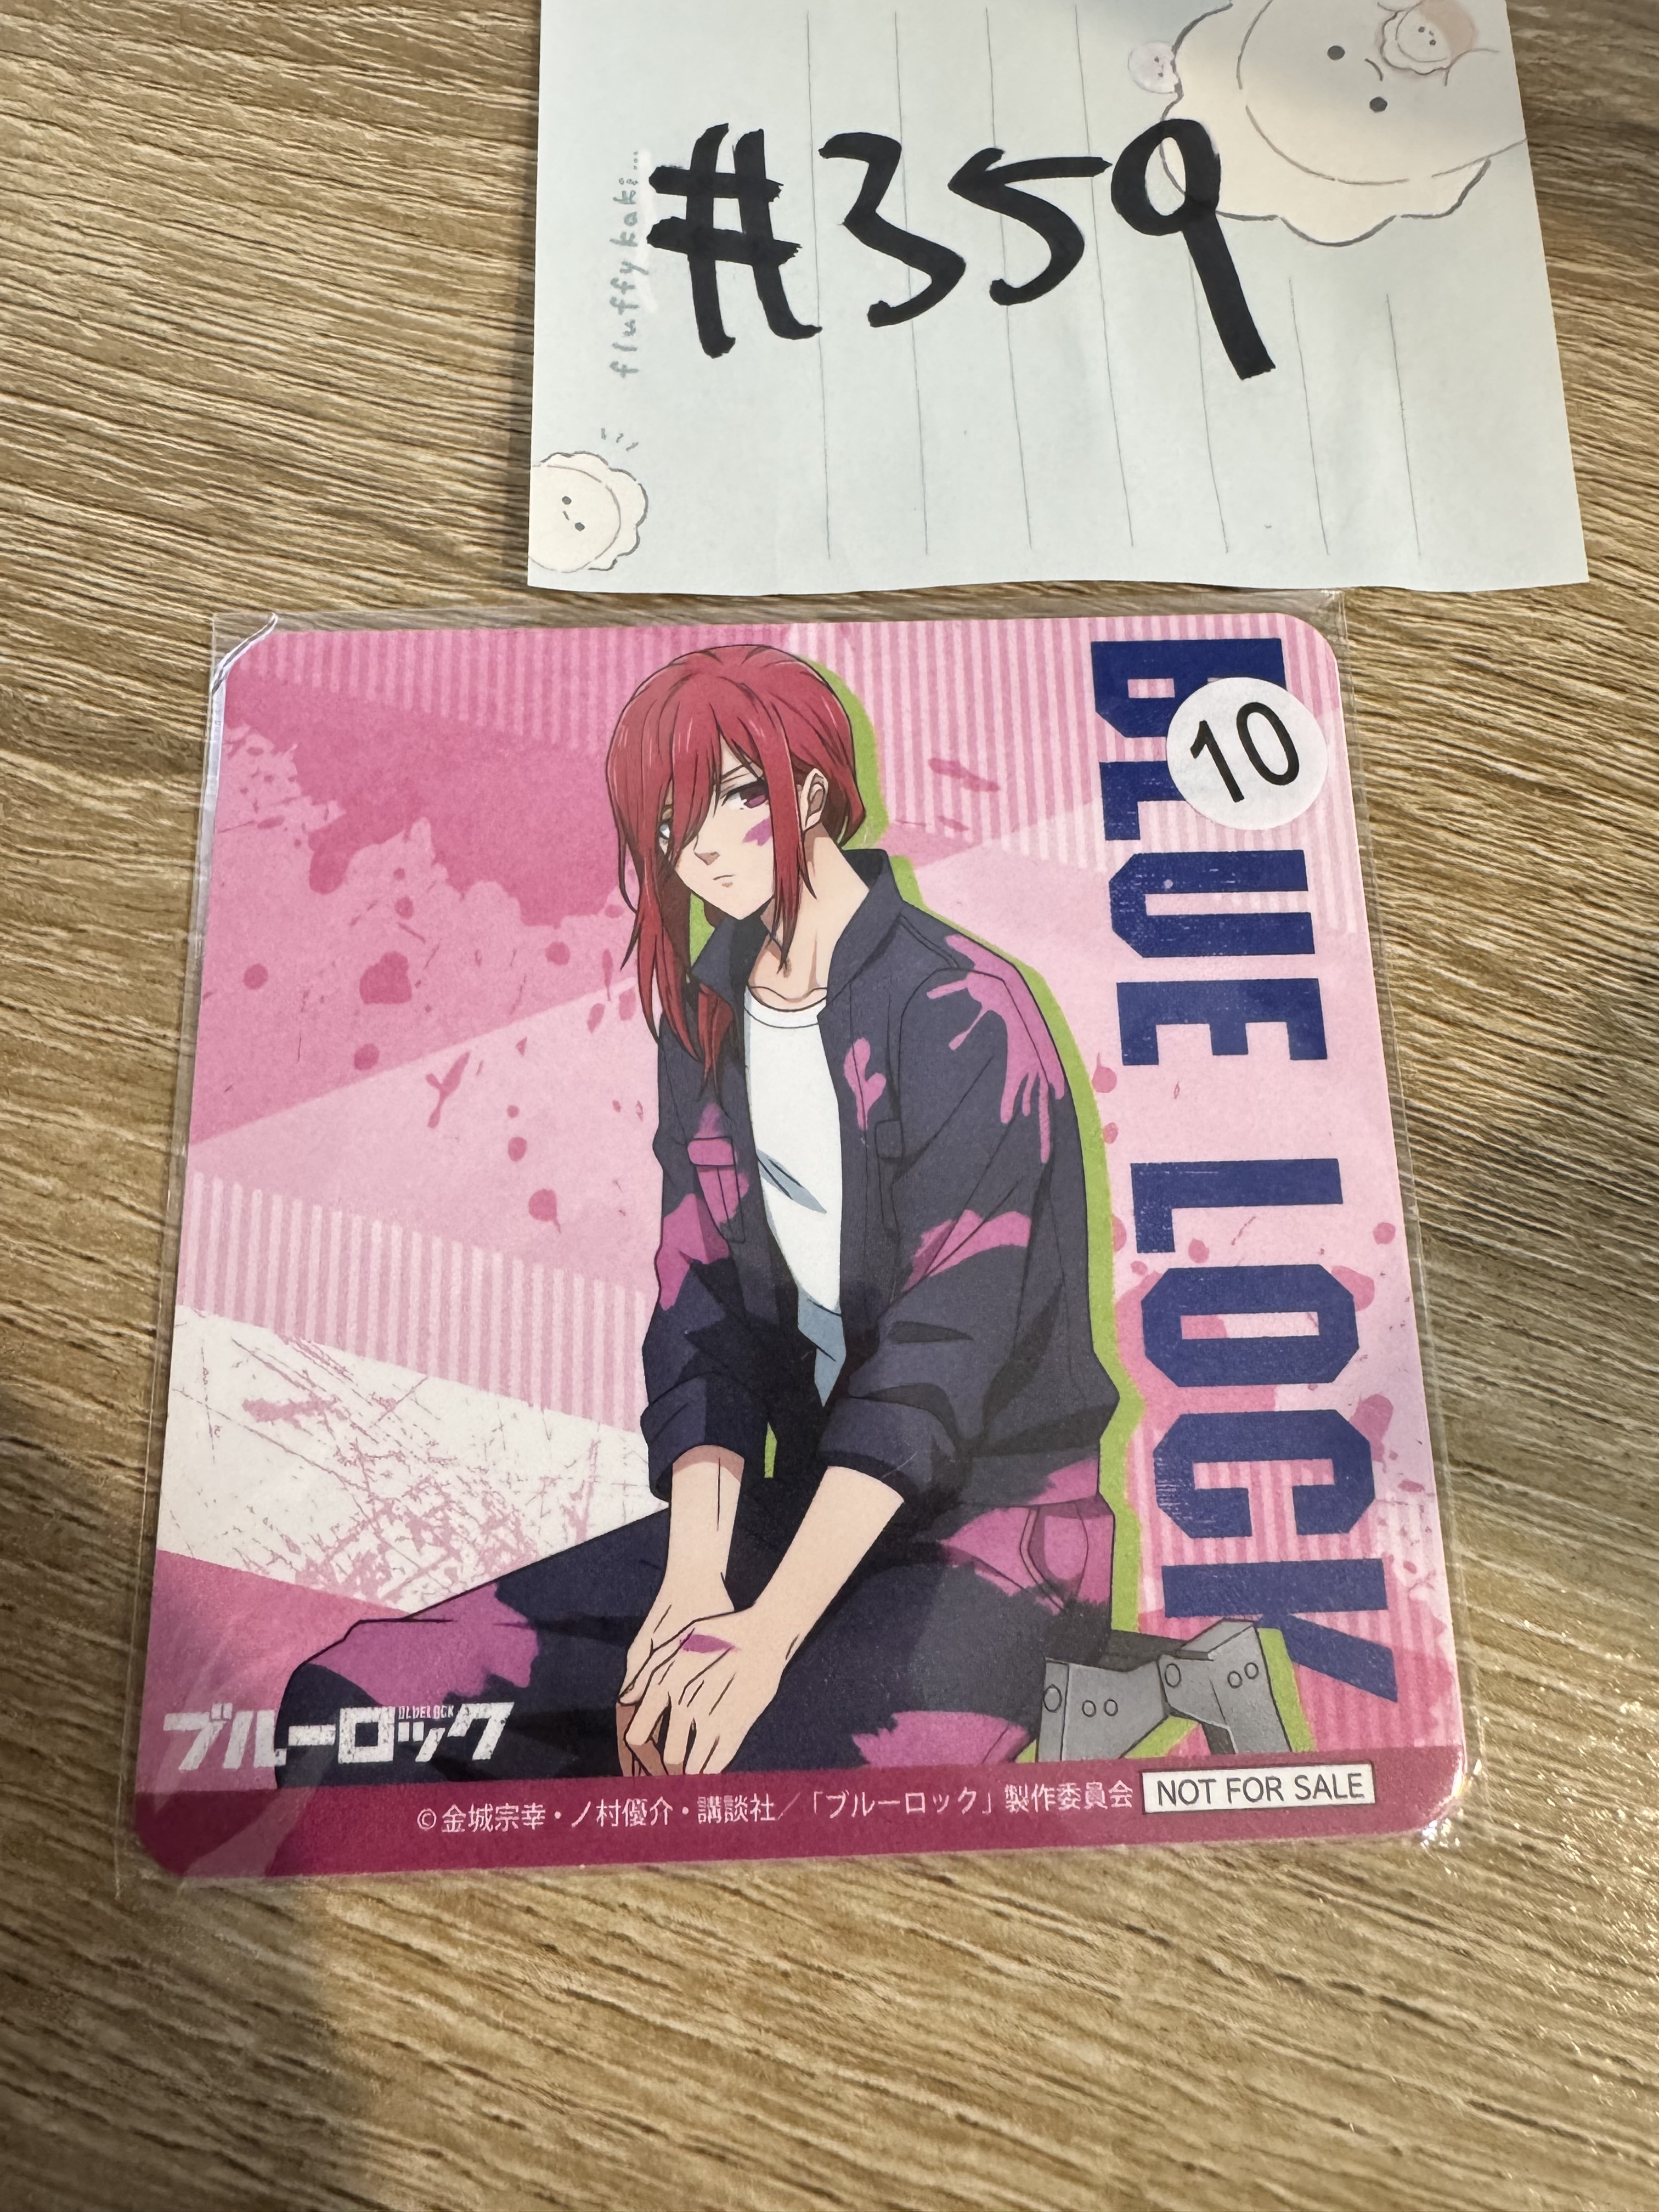 #359
fluffy kaki...
BLUE LOCK
10
ブルーロック
BLUELOCK
©金城宗幸・ノ村優介・講談社／「ブルーロック」製作委員会
NOT FOR SALE